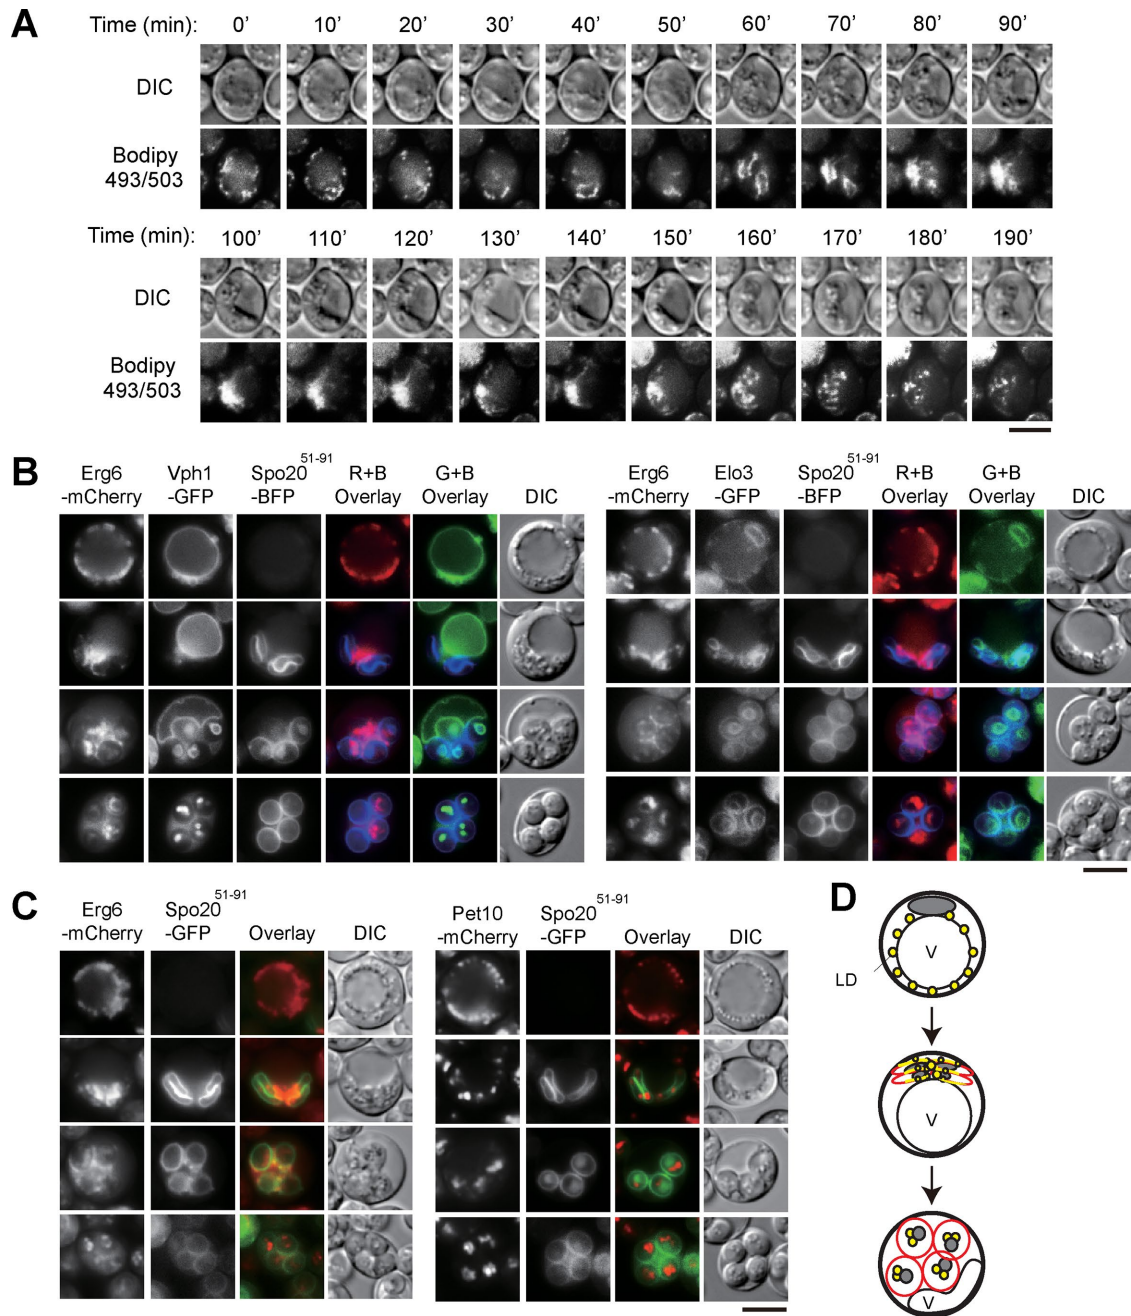 A
Time (min): 0’ 10’ 20’ 30’ 40’ 50’ 60’ 70’ 80’ 90’
DIC
Bodipy
493/503
Time (min): 100’ 110’ 120’ 130’ 140’ 150’ 160’ 170’ 180’ 190’
DIC
Bodipy
493/503
B
Erg6 Vph1 Spo20 51-91 R+B G+B
-mCherry -GFP -BFP Overlay Overlay DIC
Erg6 Elo3 Spo20 51-91 R+B G+B
-mCherry -GFP -BFP Overlay Overlay DIC
C
Erg6 Spo20 51-91
-mCherry -GFP Overlay DIC
Pet10 Spo20 51-91
-mCherry -GFP Overlay DIC
D
V
LD
V
V